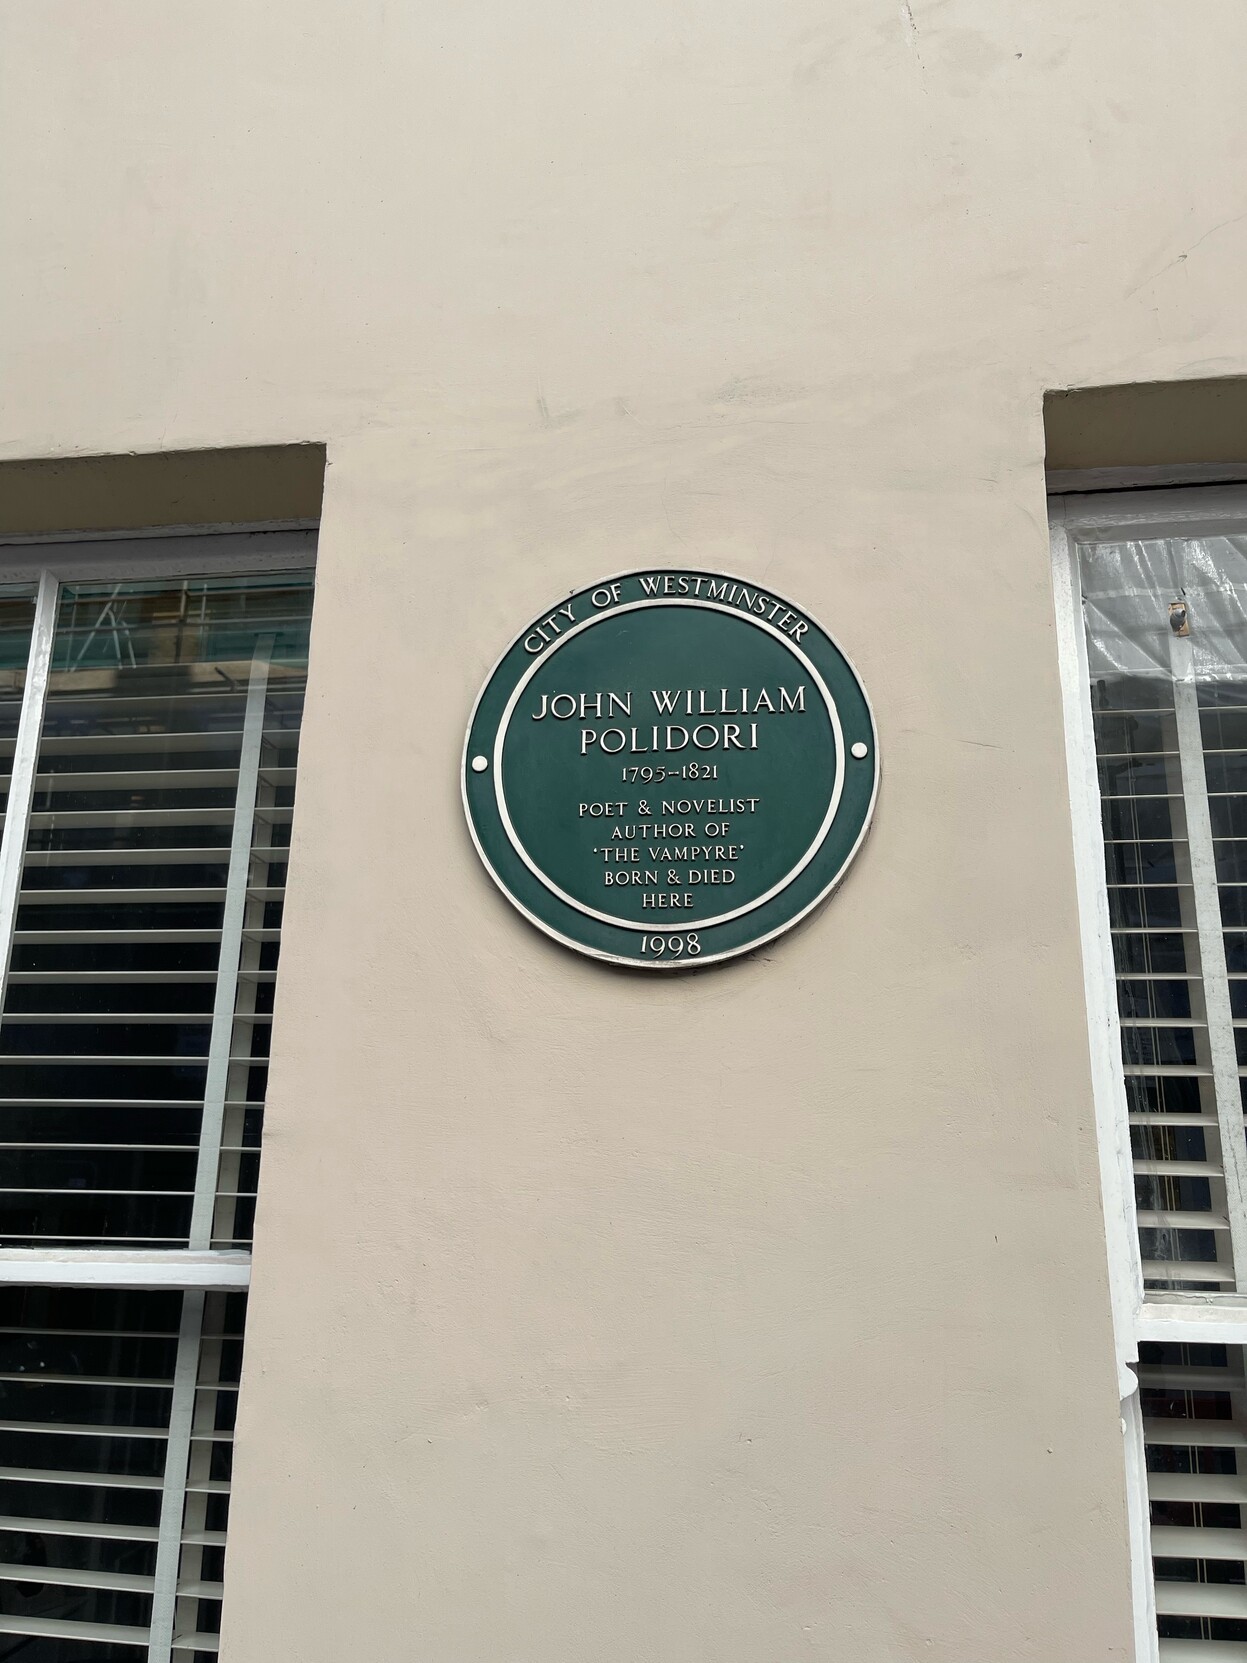 CITY OF WESTMINSTER
JOHN WILLIAM
POLIDORI
1795-1821
POET & NOVELIST
AUTHOR OF
'THE VAMPYRE'
BORN & DIED
HERE
1998